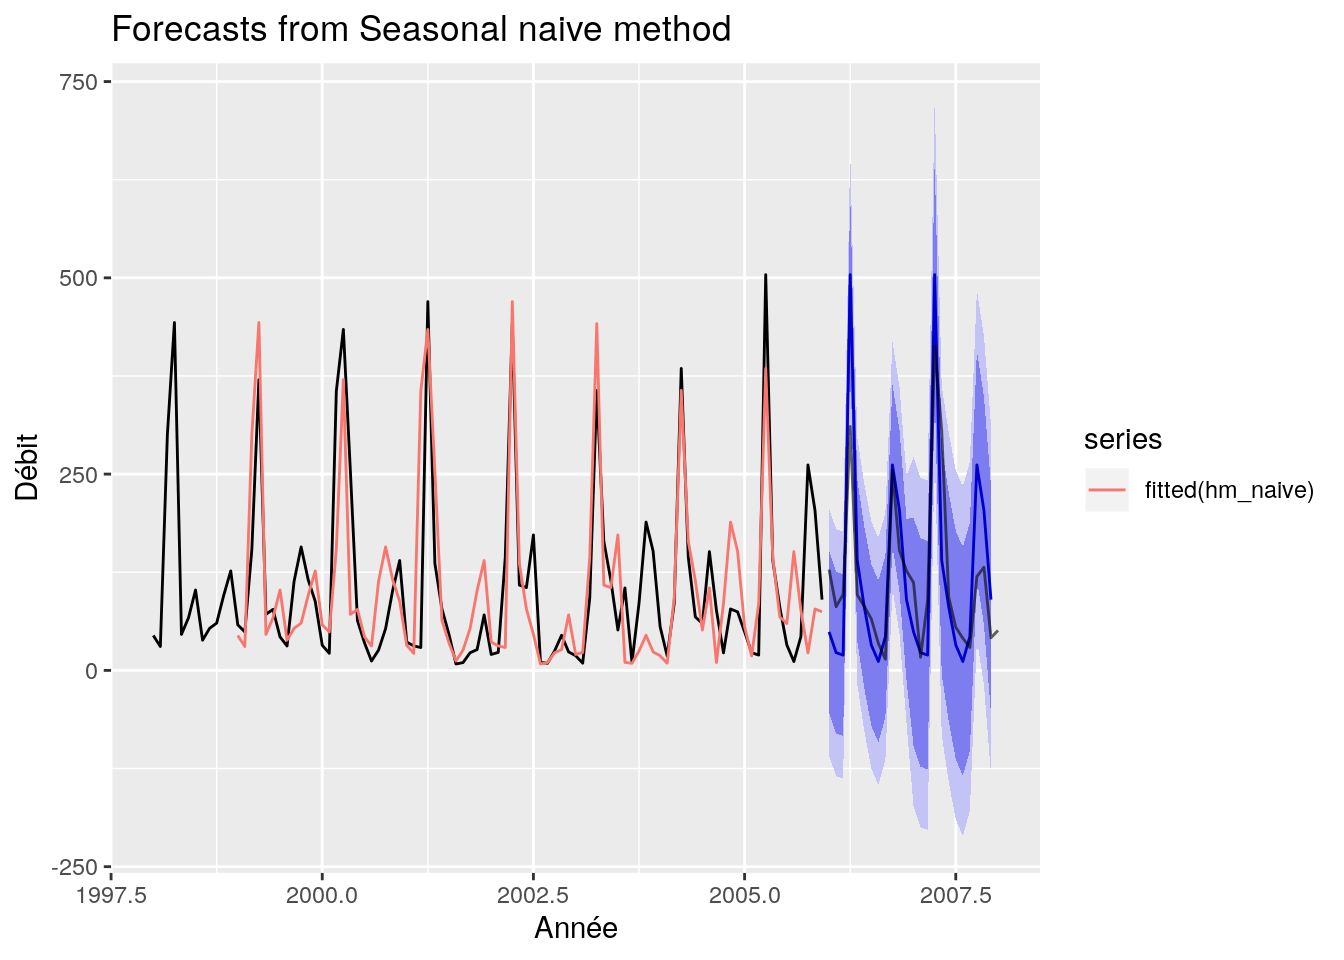 Forecasts from Seasonal naive method
750
500
250
0
-250
Débit
1997.5
2000.0
2002.5
2005.0
2007.5
Année
series
fitted(hm_naive)